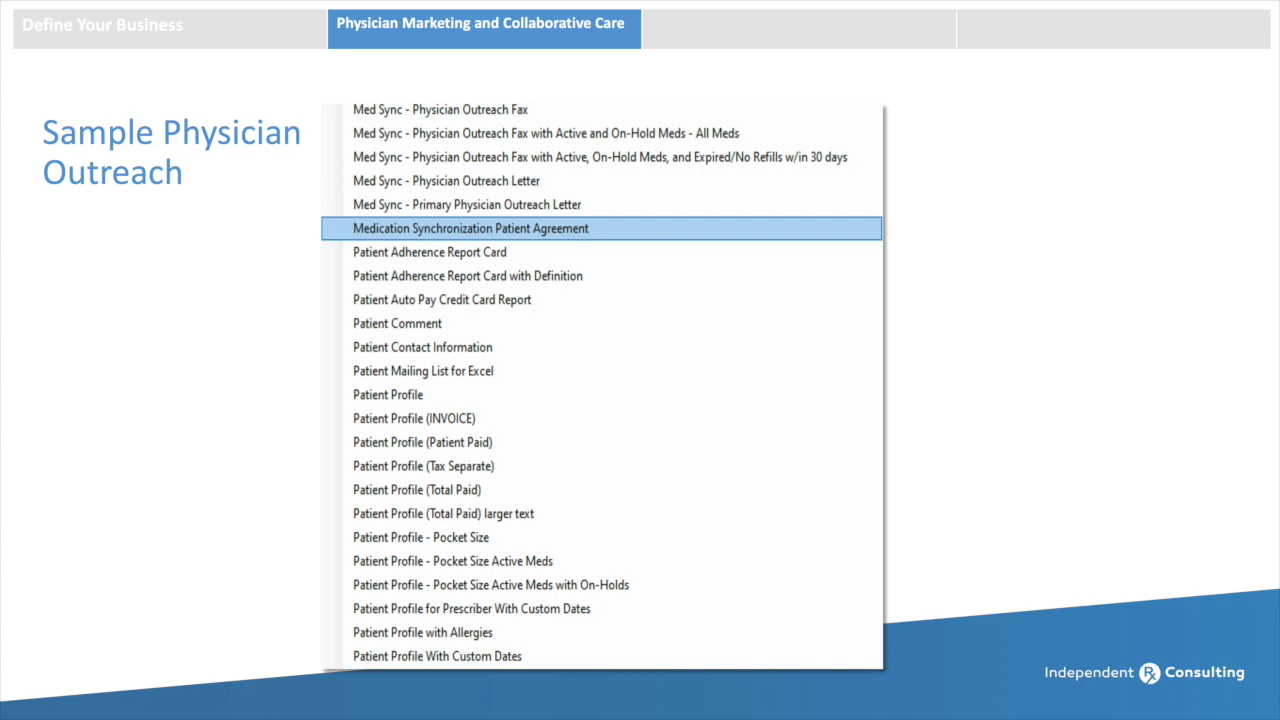 Define Your Business
Physician Marketing and Collaborative Care
Sample Physician
Outreach
Med Sync - Physician Outreach Fax
Med Sync - Physician Outreach Fax with Active and On-Hold Meds - All Meds
Med Sync - Physician Outreach Fax with Active, On-Hold Meds, and Expired/No Refills w/in 30 days
Med Sync - Physician Outreach Letter
Med Sync - Primary Physician Outreach Letter
Medication Synchronization Patient Agreement
Patient Adherence Report Card
Patient Adherence Report Card with Definition
Patient Auto Pay Credit Card Report
Patient Comment
Patient Contact Information
Patient Mailing List for Excel
Patient Profile
Patient Profile (INVOICE)
Patient Profile (Patient Paid)
Patient Profile (Tax Separate)
Patient Profile (Total Paid)
Patient Profile (Total Paid) larger text
Patient Profile - Pocket Size
Patient Profile - Pocket Size Active Meds
Patient Profile - Pocket Size Active Meds with On-Holds
Patient Profile for Prescriber With Custom Dates
Patient Profile with Allergies
Patient Profile With Custom Dates
Independent Rx Consulting